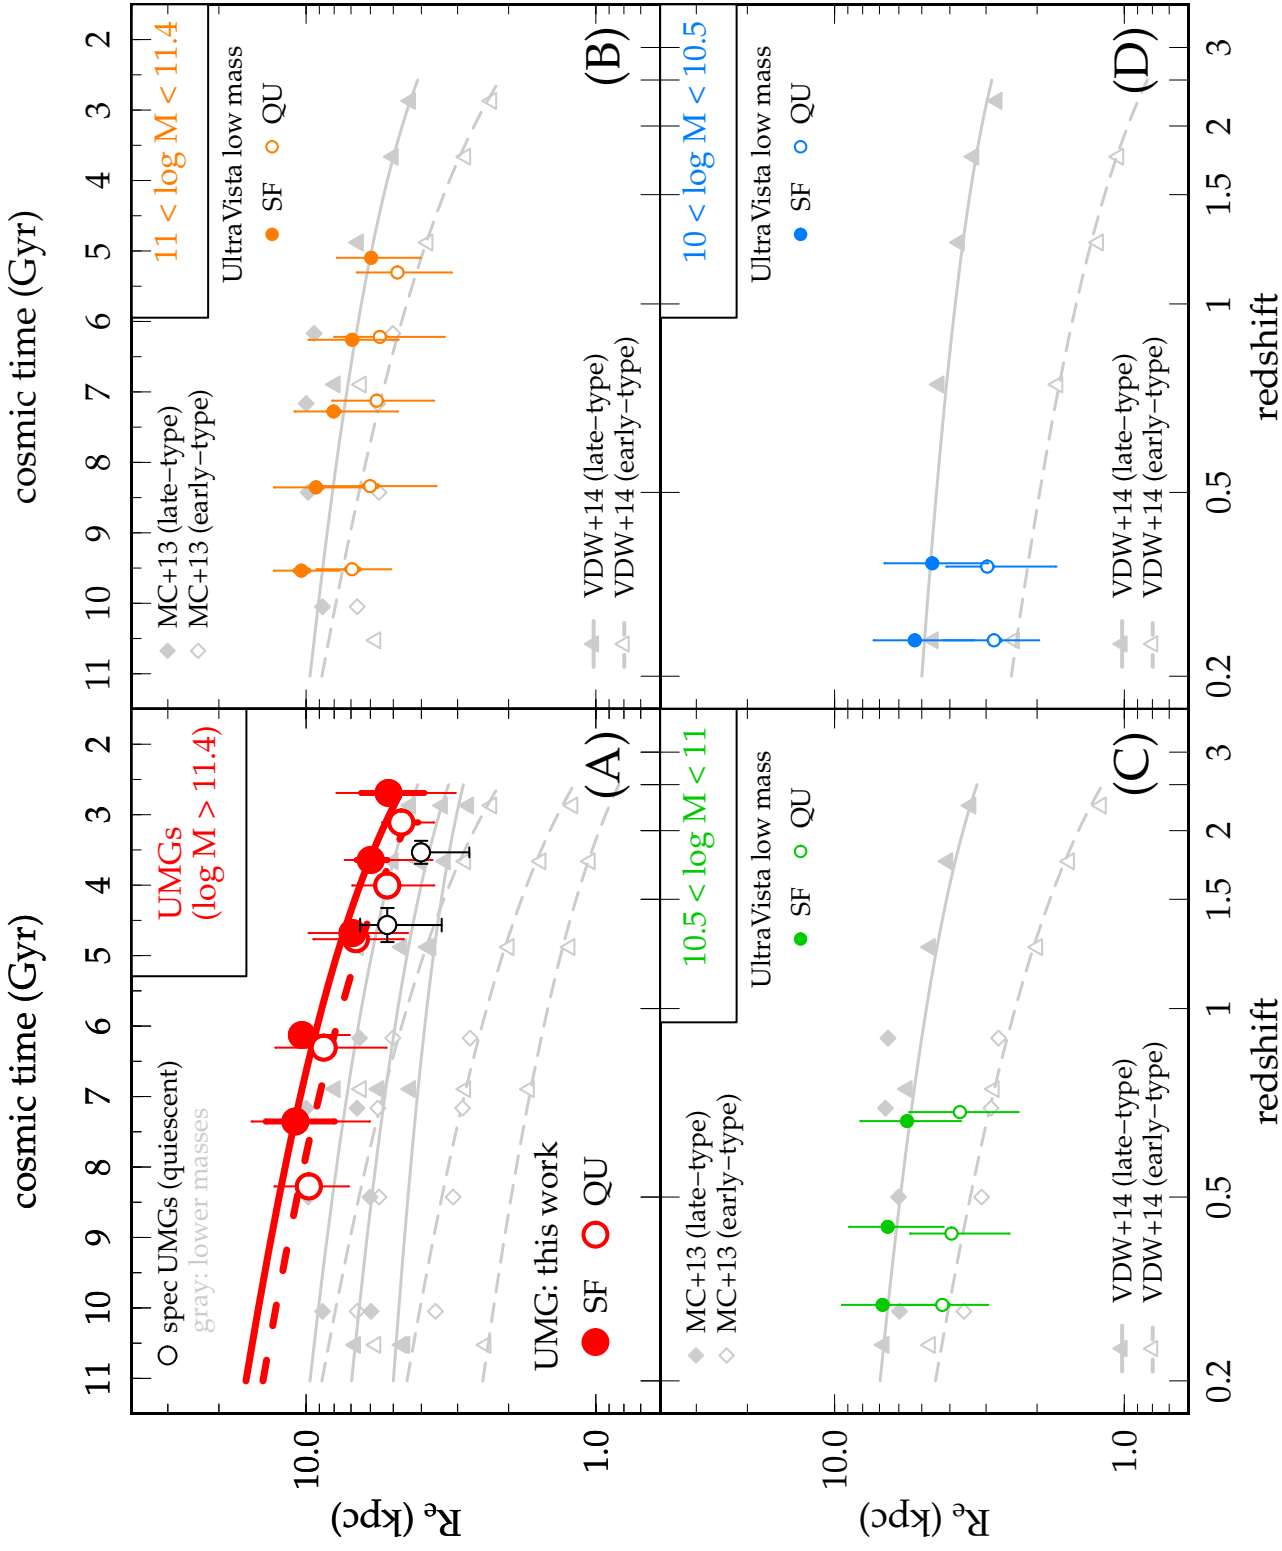 cosmic time (Gyr)
cosmic time (Gyr)
11 10 9 8 7 6 5 4 3 2
11 10 9 8 7 6 5 4 3 2
spec UMGs (quiescent)
gray: lower masses
UMGs
(log M > 11.4)
10.0
1.0
Re (kpc)
UMG: this work
SF QU
(A)
MC+13 (late−type)
MC+13 (early−type)
11 < log M < 11.4
UltraVista low mass
SF QU
VDW+14 (late−type)
VDW+14 (early−type)
(B)
MC+13 (late−type)
MC+13 (early−type)
10.5 < log M < 11
UltraVista low mass
SF QU
10.0
1.0
Re (kpc)
VDW+14 (late−type)
VDW+14 (early−type)
(C)
10 < log M < 10.5
UltraVista low mass
SF QU
VDW+14 (late−type)
VDW+14 (early−type)
(D)
0.2 0.5 1 1.5 2 3
0.2 0.5 1 1.5 2 3
redshift
redshift